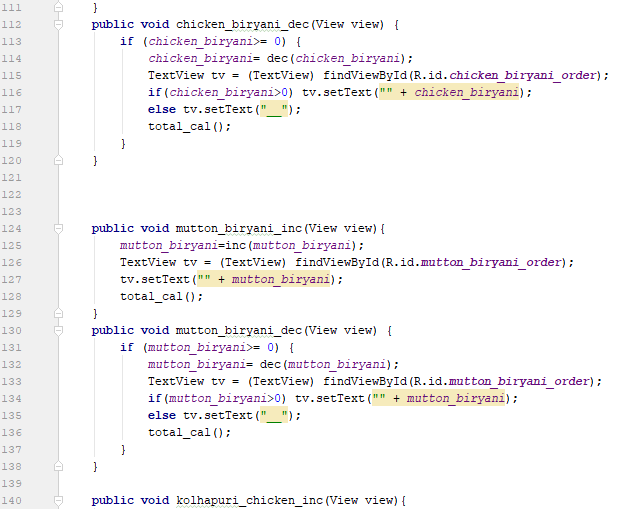 111 }
112 public void chicken_biryani_dec(View view) {
113 if (chicken_biryani>= 0) {
114 chicken_biryani= dec(chicken_biryani);
115 TextView tv = (TextView) findViewById(R.id.chicken_biryani_order);
116 if(chicken_biryani>0) tv.setText("" + chicken_biryani);
117 else tv.setText("__");
118 total_cal();
119 }
120 }
121
122
123
124 public void mutton_biryani_inc(View view){
125 mutton_biryani=inc(mutton_biryani);
126 TextView tv = (TextView) findViewById(R.id.mutton_biryani_order);
127 tv.setText("" + mutton_biryani);
128 total_cal();
129 }
130 public void mutton_biryani_dec(View view) {
131 if (mutton_biryani>= 0) {
132 mutton_biryani= dec(mutton_biryani);
133 TextView tv = (TextView) findViewById(R.id.mutton_biryani_order);
134 if(mutton_biryani>0) tv.setText("" + mutton_biryani);
135 else tv.setText("__");
136 total_cal();
137 }
138 }
139
140 public void kolhapuri_chicken_inc(View view){